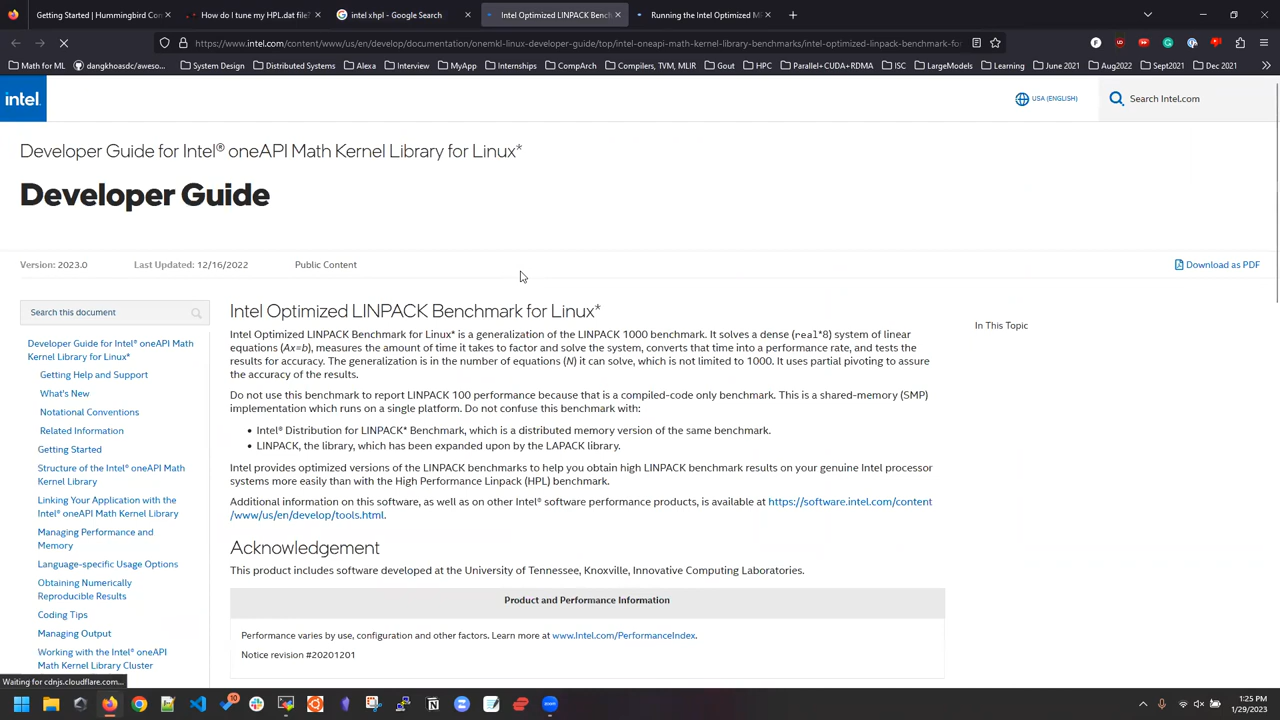 Getting Started | Hummingbird Con
How do I tune my HPL.dat file?
intel xhpl - Google Search
Intel Optimized LINPACK Bench
Running the Intel Optimized MP
https://www.intel.com/content/www/us/en/develop/documentation/onemkl-linux-developer-guide/top/intel-oneapi-math-kernel-library-benchmarks/intel-optimized-linpack-benchmark-fo
Math for ML
dangkhoasdc/aweso...
System Design
Distributed Systems
Alexa
Interview
MyApp
Internships
CompArch
Compilers, TVM, MLIR
Gout
HPC
Parallel+CUDA+RDMA
ISC
LargeModels
Learning
June 2021
Aug2022
Sept2021
Dec 2021
intel.
USA (ENGLISH)
Search Intel.com
Developer Guide for Intel® oneAPI Math Kernel Library for Linux*
Developer Guide
Version: 2023.0
Last Updated: 12/16/2022
Public Content
Download as PDF
Search this document
Developer Guide for Intel® oneAPI Math
Kernel Library for Linux*
Getting Help and Support
What's New
Notational Conventions
Related Information
Getting Started
Structure of the Intel® oneAPI Math
Kernel Library
Linking Your Application with the
Intel® oneAPI Math Kernel Library
Managing Performance and
Memory
Language-specific Usage Options
Obtaining Numerically
Reproducible Results
Coding Tips
Managing Output
Working with the Intel® oneAPI
Math Kernel Library Cluster
Intel Optimized LINPACK Benchmark for Linux*
Intel Optimized LINPACK Benchmark for Linux* is a generalization of the LINPACK 1000 benchmark. It solves a dense (real*8) system of linear
equations (Ax=b), measures the amount of time it takes to factor and solve the system, converts that time into a performance rate, and tests the
results for accuracy. The generalization is in the number of equations (N) it can solve, which is not limited to 1000. It uses partial pivoting to assure
the accuracy of the results.
Do not use this benchmark to report LINPACK 100 performance because that is a compiled-code only benchmark. This is a shared-memory (SMP)
implementation which runs on a single platform. Do not confuse this benchmark with:
• Intel® Distribution for LINPACK* Benchmark, which is a distributed memory version of the same benchmark.
• LINPACK, the library, which has been expanded upon by the LAPACK library.
Intel provides optimized versions of the LINPACK benchmarks to help you obtain high LINPACK benchmark results on your genuine Intel processor
systems more easily than with the High Performance Linpack (HPL) benchmark.
Additional information on this software, as well as on other Intel® software performance products, is available at https://software.intel.com/content
/www/us/en/develop/tools.html.
Acknowledgement
This product includes software developed at the University of Tennessee, Knoxville, Innovative Computing Laboratories.
Product and Performance Information
Performance varies by use, configuration and other factors. Learn more at www.Intel.com/PerformanceIndex.
Notice revision #20201201
In This Topic
Waiting for cdnjs.cloudflare.com...
10
1:25 PM
1/29/2023